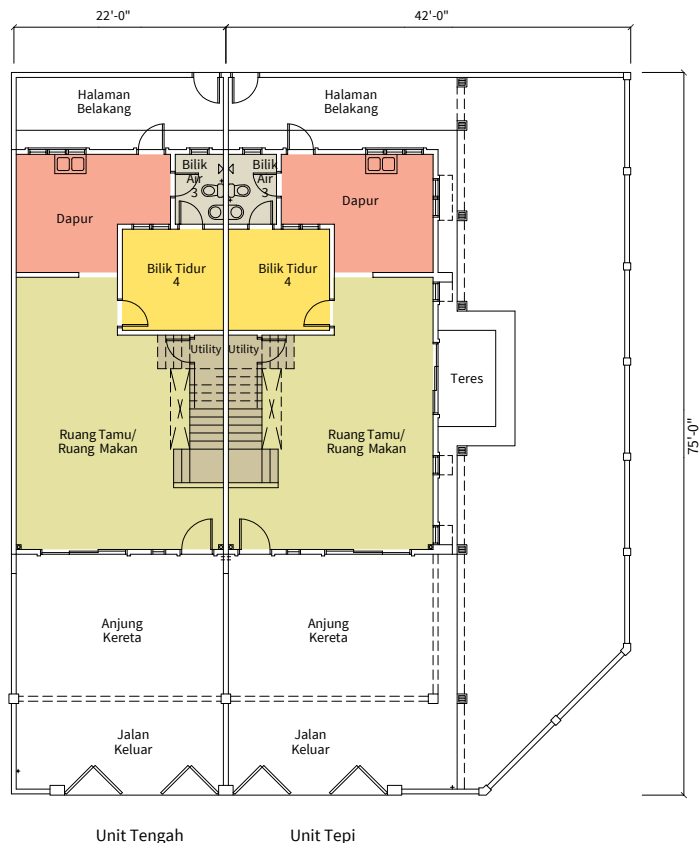 22'-0" 42'-0"
Halaman
Belakang
Halaman
Belakang
Bilik
Air
3
Bilik
Air
3
Dapur
Dapur
Bilik Tidur
4
Bilik Tidur
4
Utility
Utility
Teres
Ruang Tamu/
Ruang Makan
Ruang Tamu/
Ruang Makan
75'-0"
Anjung
Kereta
Anjung
Kereta
Jalan
Keluar
Jalan
Keluar
Unit Tengah
Unit Tepi